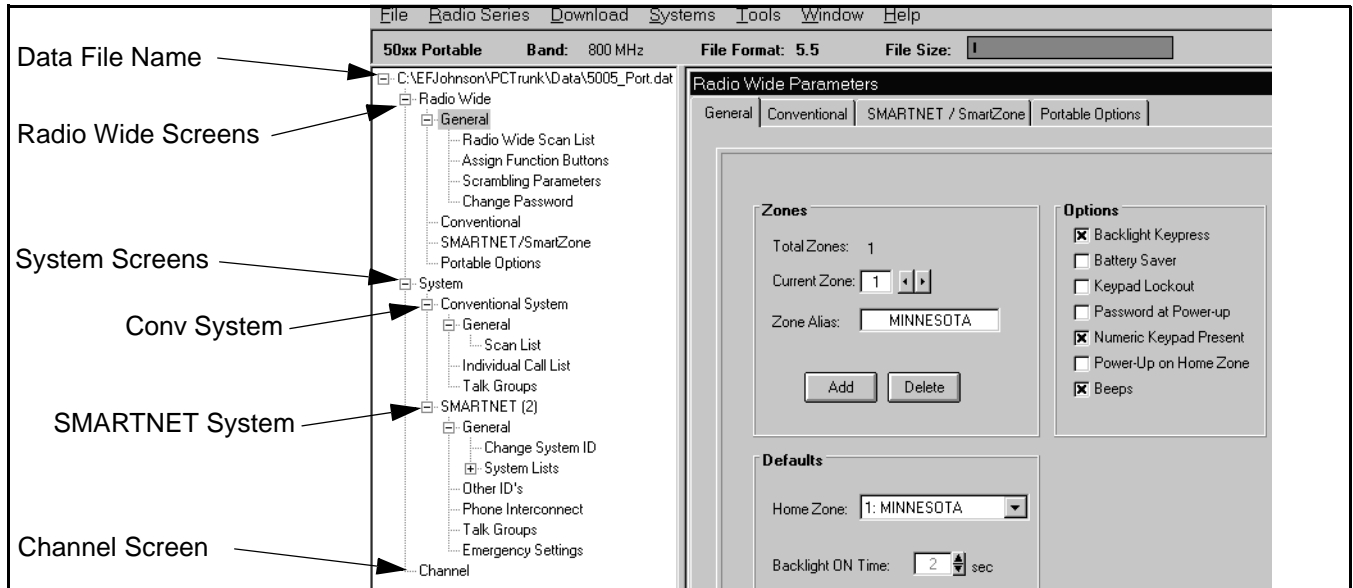 File Radio Series Download Systems Tools Window Help
50xx Portable Band: 800 MHz File Format: 5.5 File Size:
Data File Name
Radio Wide Screens
System Screens
Conv System
SMARTNET System
Channel Screen
C:\EFJohnson\PCTrunk\Data\5005_Port.dat
Radio Wide
General
Radio Wide Scan List
Assign Function Buttons
Scrambling Parameters
Change Password
Conventional
SMARTNET/SmartZone
Portable Options
System
Conventional System
General
Scan List
Individual Call List
Talk Groups
SMARTNET (2)
General
Change System ID
System Lists
Other ID's
Phone Interconnect
Talk Groups
Emergency Settings
Channel
Radio Wide Parameters
General Conventional SMARTNET / SmartZone Portable Options
Zones
Total Zones: 1
Current Zone: 1
Zone Alias: MINNESOTA
Add Delete
Options
Backlight Keypress
Battery Saver
Keypad Lockout
Password at Power-up
Numeric Keypad Present
Power-Up on Home Zone
Beeps
Defaults
Home Zone: 1: MINNESOTA
Backlight ON Time: 2 sec